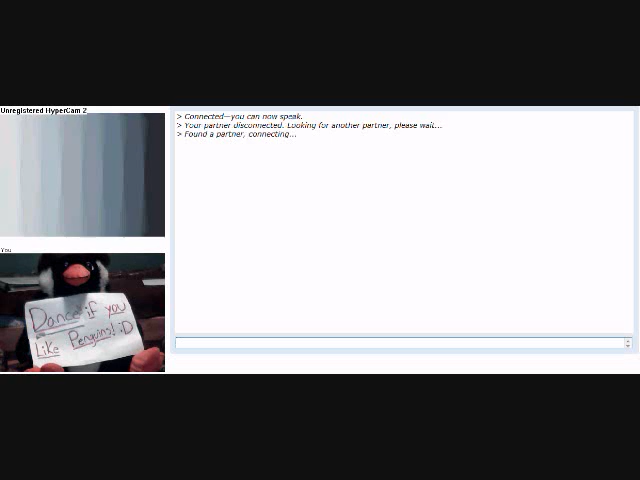 Unregistered HyperCam 2
> Connected—you can now speak.
> Your partner disconnected. Looking for another partner, please wait...
> Found a partner, connecting...
You
Dance if you
Like Penguins! :D